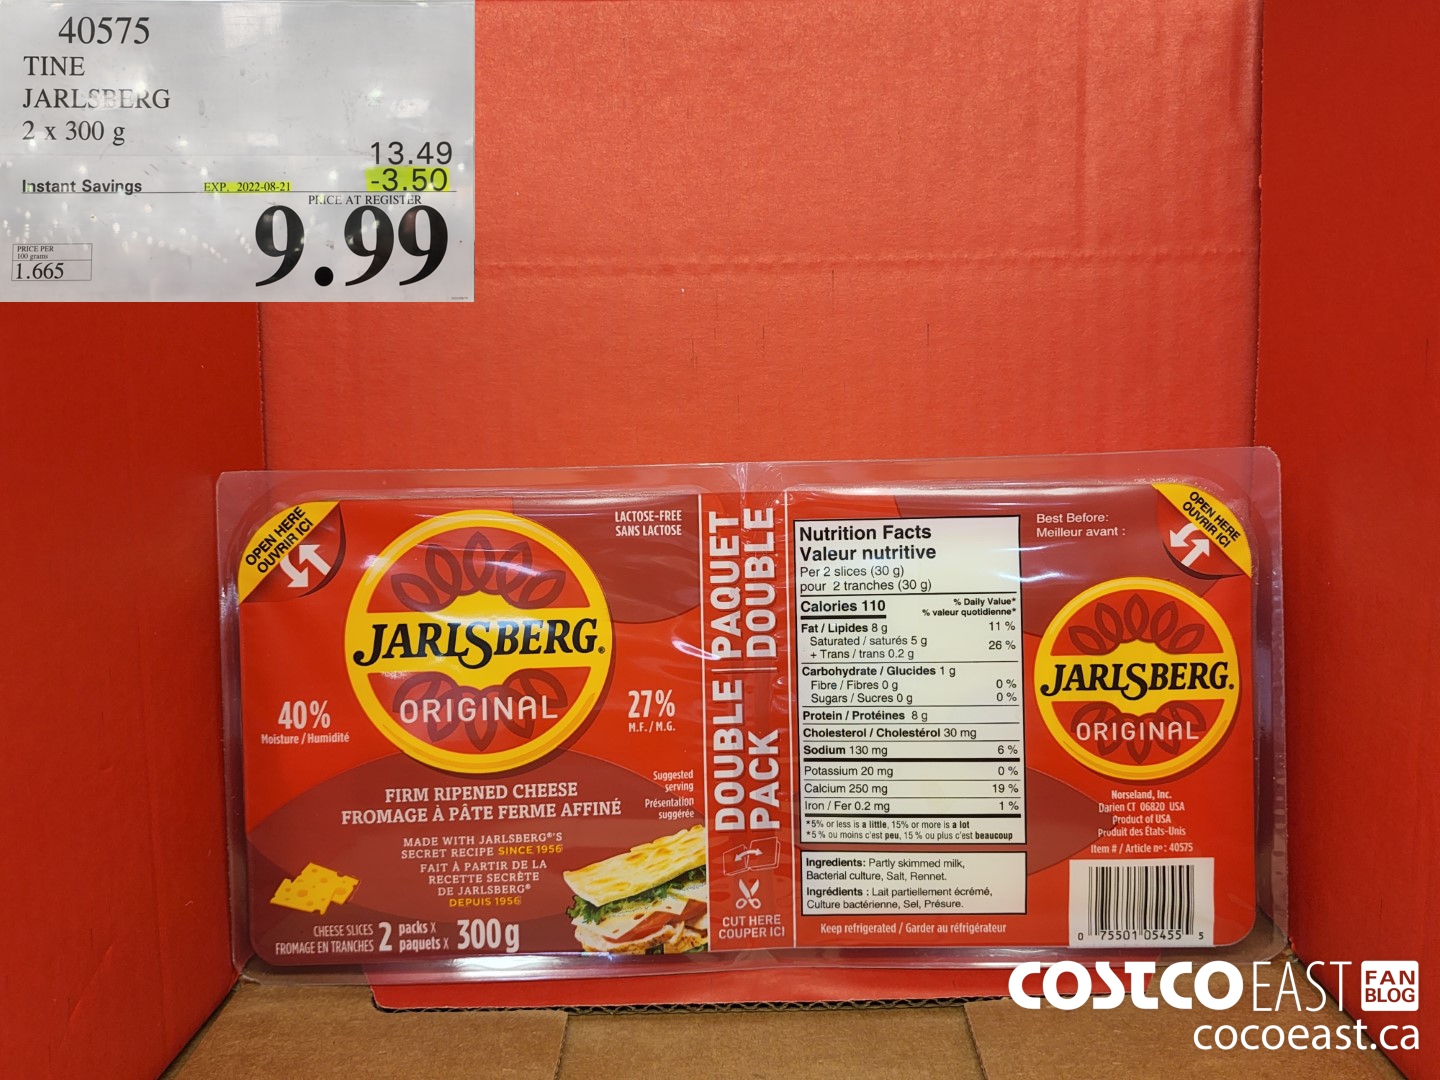 40575
TINE
JARLSBERG
2 x 300 g
13.49
Instant Savings EXP. 2022-08-21 -3.50
PRICE AT REGISTER
9.99
PRICE PER
100 grams
1.665
OPEN HERE
OUVRIR ICI
LACTOSE-FREE
SANS LACTOSE
JARLSBERG®
ORIGINAL
40%
Moisture / Humidité
27%
M.F. / M.G.
FIRM RIPENED CHEESE
FROMAGE À PÂTE FERME AFFINÉ
MADE WITH JARLSBERG®'S
SECRET RECIPE SINCE 1956
FAIT À PARTIR DE LA
RECETTE SECRÈTE
DE JARLSBERG®
DEPUIS 1956
Suggested
serving
Présentation
suggérée
CHEESE SLICES
FROMAGE EN TRANCHES
2 packs x
paquets x
300 g
DOUBLE PAQUET
PACK DOUBLE
CUT HERE
COUPER ICI
Nutrition Facts
Valeur nutritive
Per 2 slices (30 g)
pour 2 tranches (30 g)
Calories 110
% Daily Value*
% valeur quotidienne*
Fat / Lipides 8 g 11 %
Saturated / saturés 5 g
+ Trans / trans 0.2 g 26 %
Carbohydrate / Glucides 1 g
Fibre / Fibres 0 g 0 %
Sugars / Sucres 0 g 0 %
Protein / Protéines 8 g
Cholesterol / Cholestérol 30 mg
Sodium 130 mg 6 %
Potassium 20 mg 0 %
Calcium 250 mg 19 %
Iron / Fer 0.2 mg 1 %
*5% or less is a little, 15% or more is a lot
*5 % ou moins c'est peu, 15 % ou plus c'est beaucoup
Ingredients: Partly skimmed milk,
Bacterial culture, Salt, Rennet.
Ingrédients : Lait partiellement écrémé,
Culture bactérienne, Sel, Présure.
Keep refrigerated / Garder au réfrigérateur
Best Before:
Meilleur avant :
OPEN HERE
OUVRIR ICI
JARLSBERG®
ORIGINAL
Norseland, Inc.
Darien CT 06820 USA
Product of USA
Produit des États-Unis
Item # / Article nº: 40575
0 75501 05455 5
COSTCO EAST FAN
BLOG
cocoeast.ca